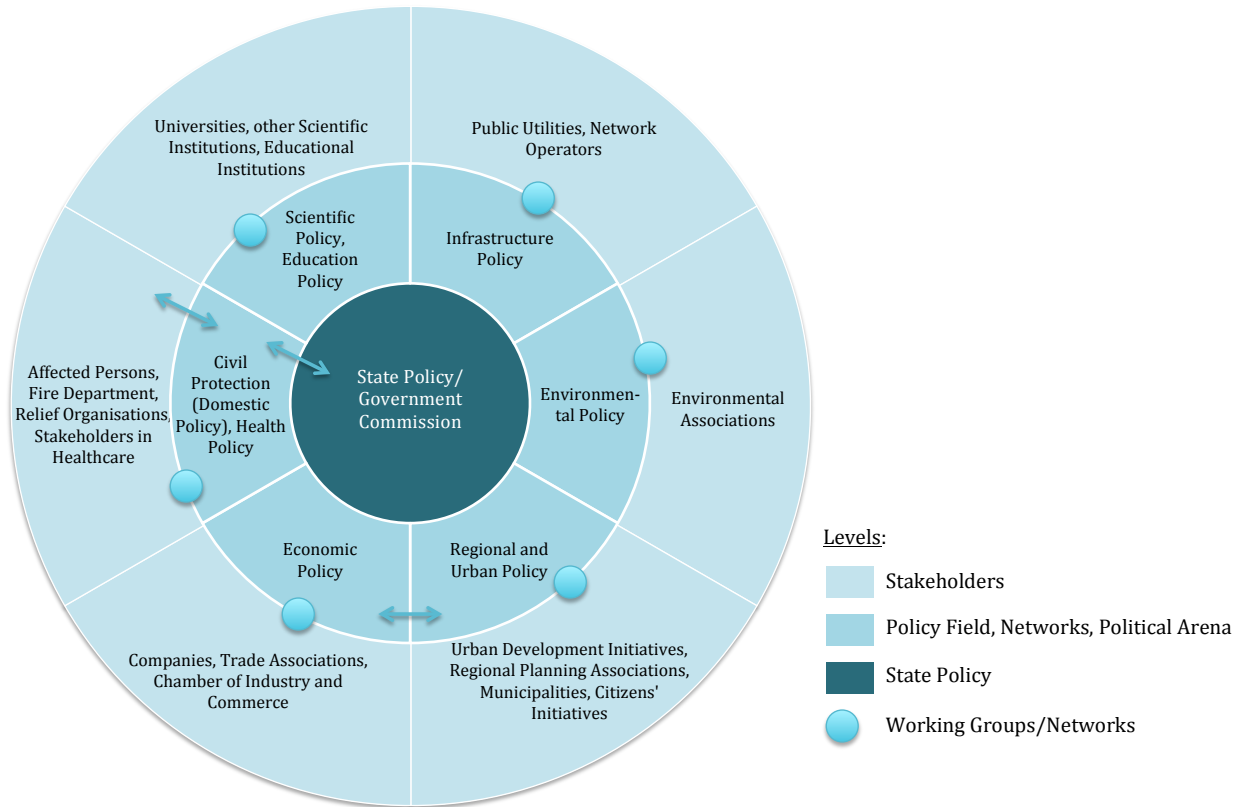 Universities, other Scientific
Institutions, Educational
Institutions
Public Utilities, Network
Operators
Scientific
Policy,
Education
Policy
Infrastructure
Policy
Affected Persons,
Fire Department,
Relief Organisations,
Stakeholders in
Healthcare
Civil
Protection
(Domestic
Policy), Health
Policy
State Policy/
Government
Commission
Environmen-
tal Policy
Environmental
Associations
Economic
Policy
Regional and
Urban Policy
Companies, Trade Associations,
Chamber of Industry and
Commerce
Urban Development Initiatives,
Regional Planning Associations,
Municipalities, Citizens'
Initiatives
Levels:
Stakeholders
Policy Field, Networks, Political Arena
State Policy
Working Groups/Networks